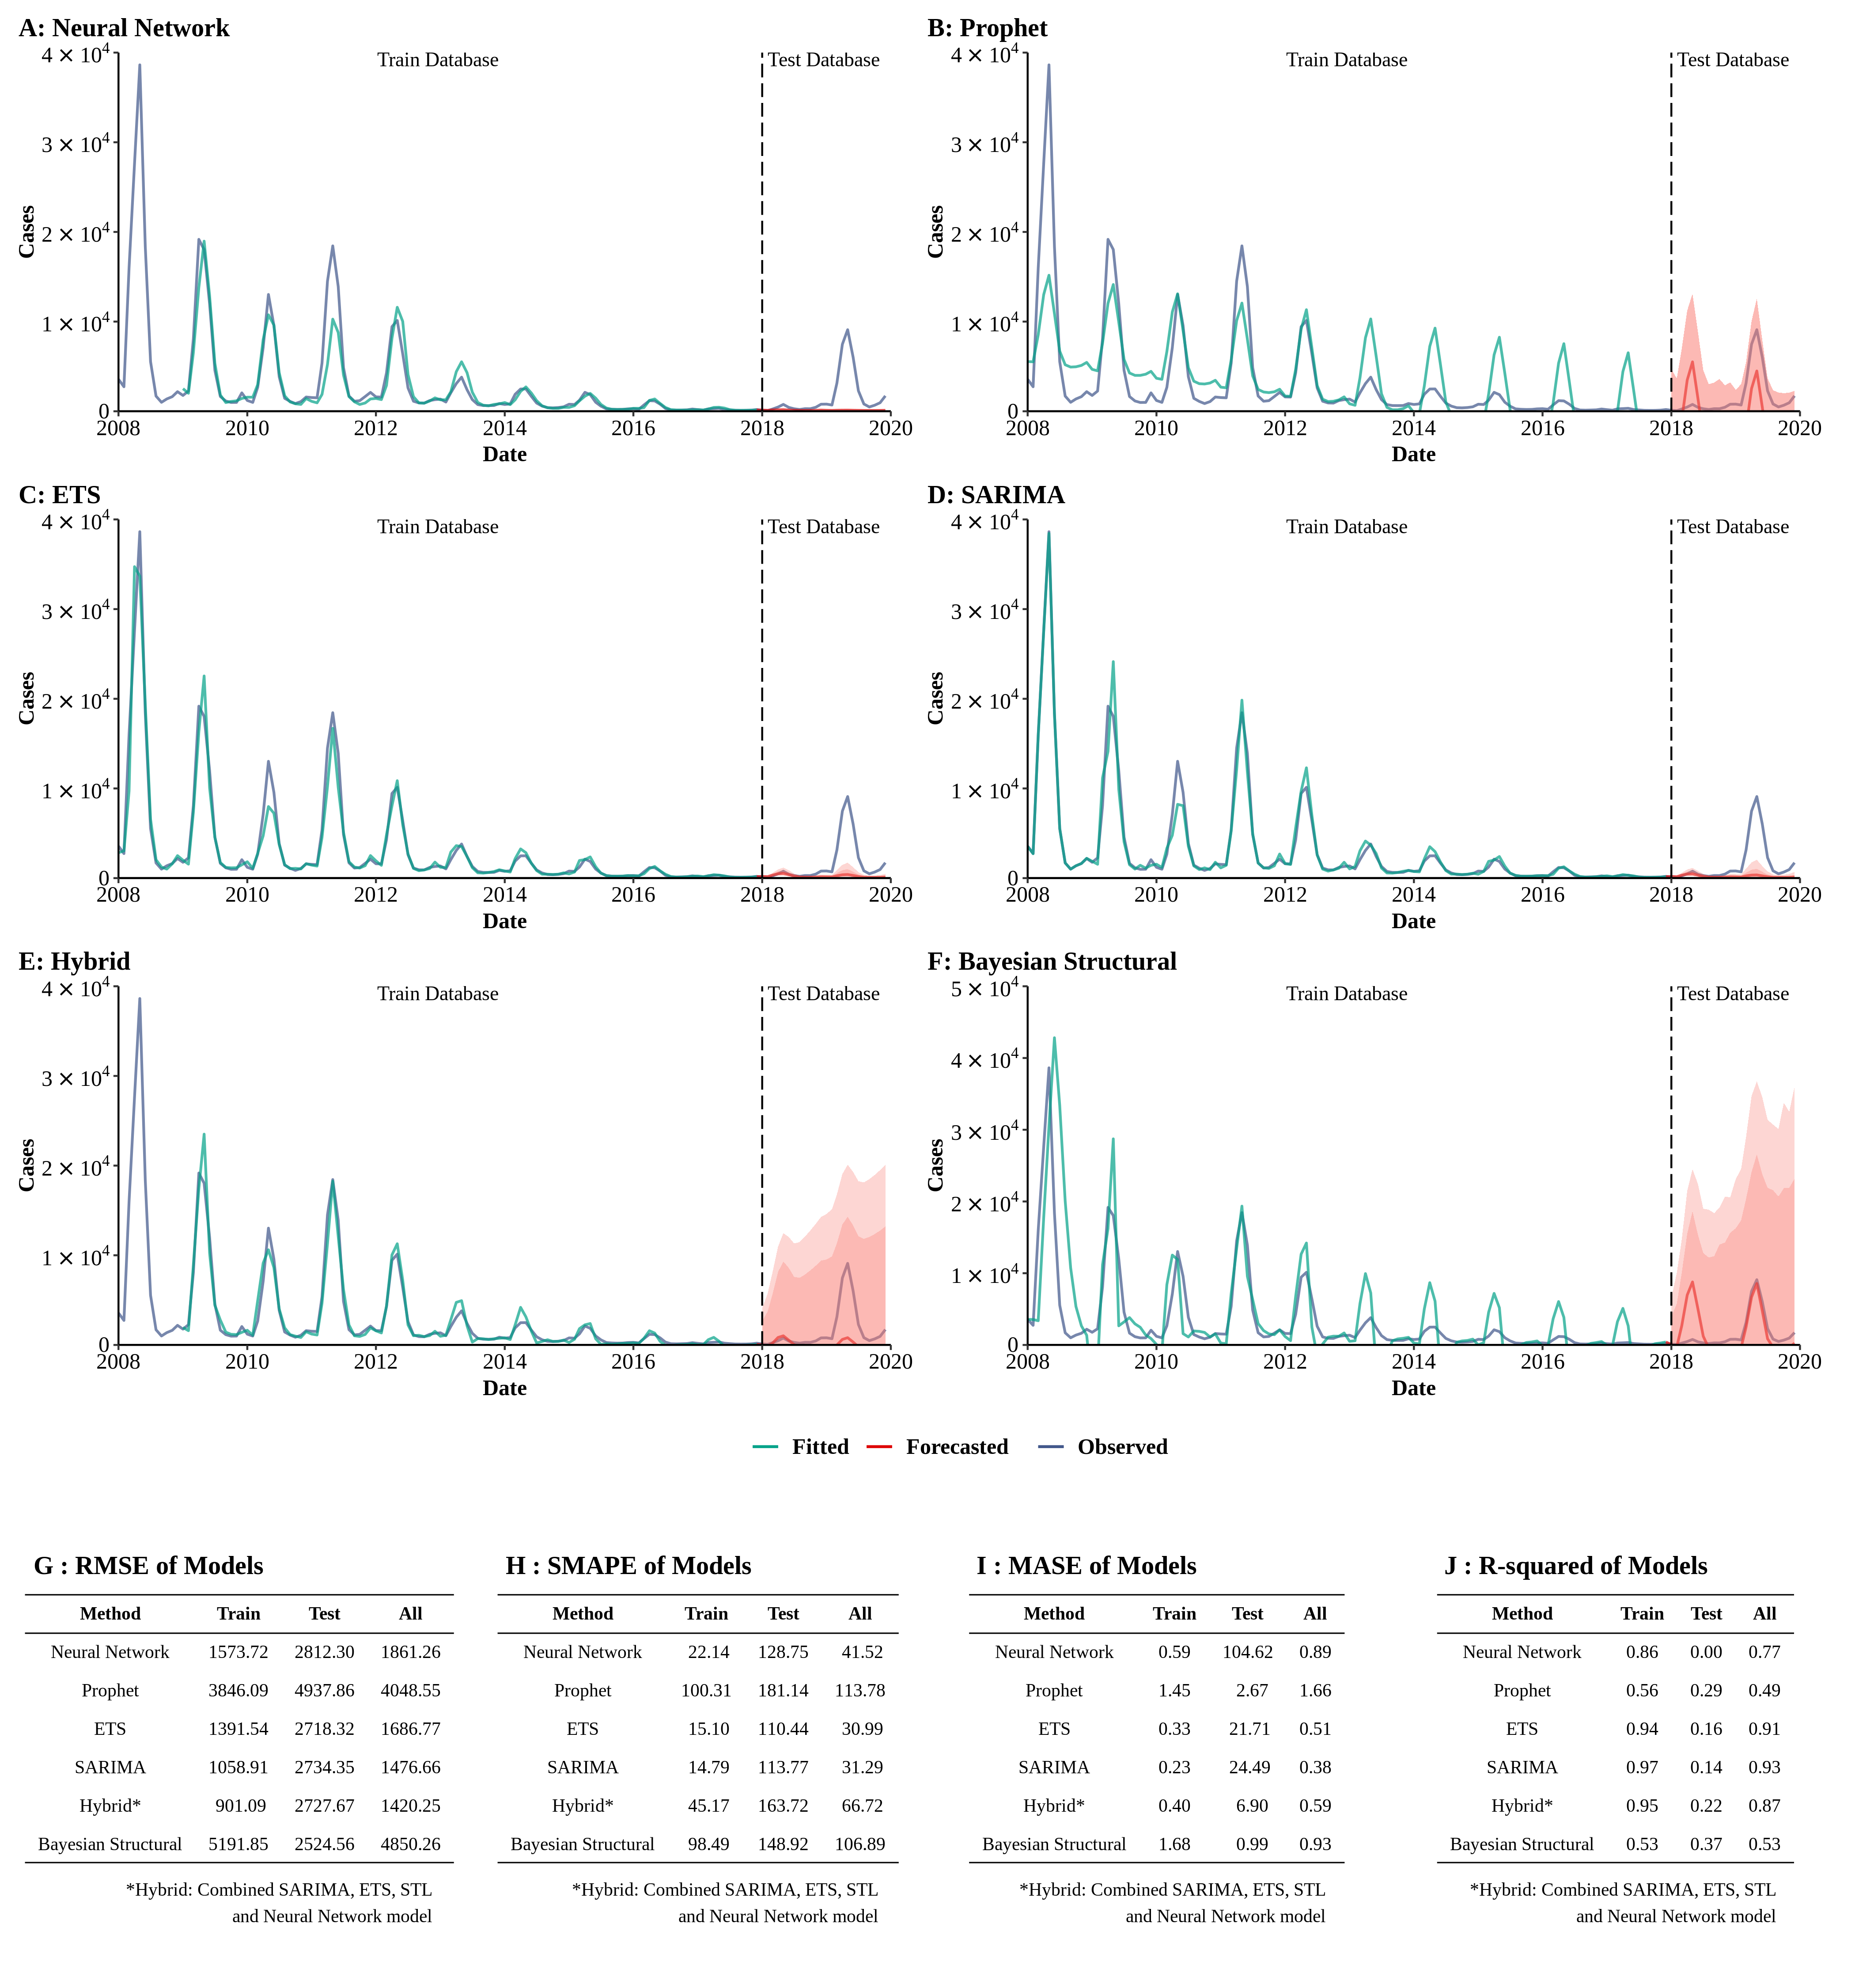 A: Neural Network
4 × 10⁴
3 × 10⁴
2 × 10⁴
1 × 10⁴
0
Cases
Train Database
Test Database
2008 2010 2012 2014 2016 2018 2020
Date
B: Prophet
4 × 10⁴
3 × 10⁴
2 × 10⁴
1 × 10⁴
0
Cases
Train Database
Test Database
2008 2010 2012 2014 2016 2018 2020
Date
C: ETS
4 × 10⁴
3 × 10⁴
2 × 10⁴
1 × 10⁴
0
Cases
Train Database
Test Database
2008 2010 2012 2014 2016 2018 2020
Date
D: SARIMA
4 × 10⁴
3 × 10⁴
2 × 10⁴
1 × 10⁴
0
Cases
Train Database
Test Database
2008 2010 2012 2014 2016 2018 2020
Date
E: Hybrid
4 × 10⁴
3 × 10⁴
2 × 10⁴
1 × 10⁴
0
Cases
Train Database
Test Database
2008 2010 2012 2014 2016 2018 2020
Date
F: Bayesian Structural
5 × 10⁴
4 × 10⁴
3 × 10⁴
2 × 10⁴
1 × 10⁴
0
Cases
Train Database
Test Database
2008 2010 2012 2014 2016 2018 2020
Date
Fitted Forecasted Observed
G : RMSE of Models
Method Train Test All
Neural Network 1573.72 2812.30 1861.26
Prophet 3846.09 4937.86 4048.55
ETS 1391.54 2718.32 1686.77
SARIMA 1058.91 2734.35 1476.66
Hybrid* 901.09 2727.67 1420.25
Bayesian Structural 5191.85 2524.56 4850.26
*Hybrid: Combined SARIMA, ETS, STL
and Neural Network model
H : SMAPE of Models
Method Train Test All
Neural Network 22.14 128.75 41.52
Prophet 100.31 181.14 113.78
ETS 15.10 110.44 30.99
SARIMA 14.79 113.77 31.29
Hybrid* 45.17 163.72 66.72
Bayesian Structural 98.49 148.92 106.89
*Hybrid: Combined SARIMA, ETS, STL
and Neural Network model
I : MASE of Models
Method Train Test All
Neural Network 0.59 104.62 0.89
Prophet 1.45 2.67 1.66
ETS 0.33 21.71 0.51
SARIMA 0.23 24.49 0.38
Hybrid* 0.40 6.90 0.59
Bayesian Structural 1.68 0.99 0.93
*Hybrid: Combined SARIMA, ETS, STL
and Neural Network model
J : R-squared of Models
Method Train Test All
Neural Network 0.86 0.00 0.77
Prophet 0.56 0.29 0.49
ETS 0.94 0.16 0.91
SARIMA 0.97 0.14 0.93
Hybrid* 0.95 0.22 0.87
Bayesian Structural 0.53 0.37 0.53
*Hybrid: Combined SARIMA, ETS, STL
and Neural Network model